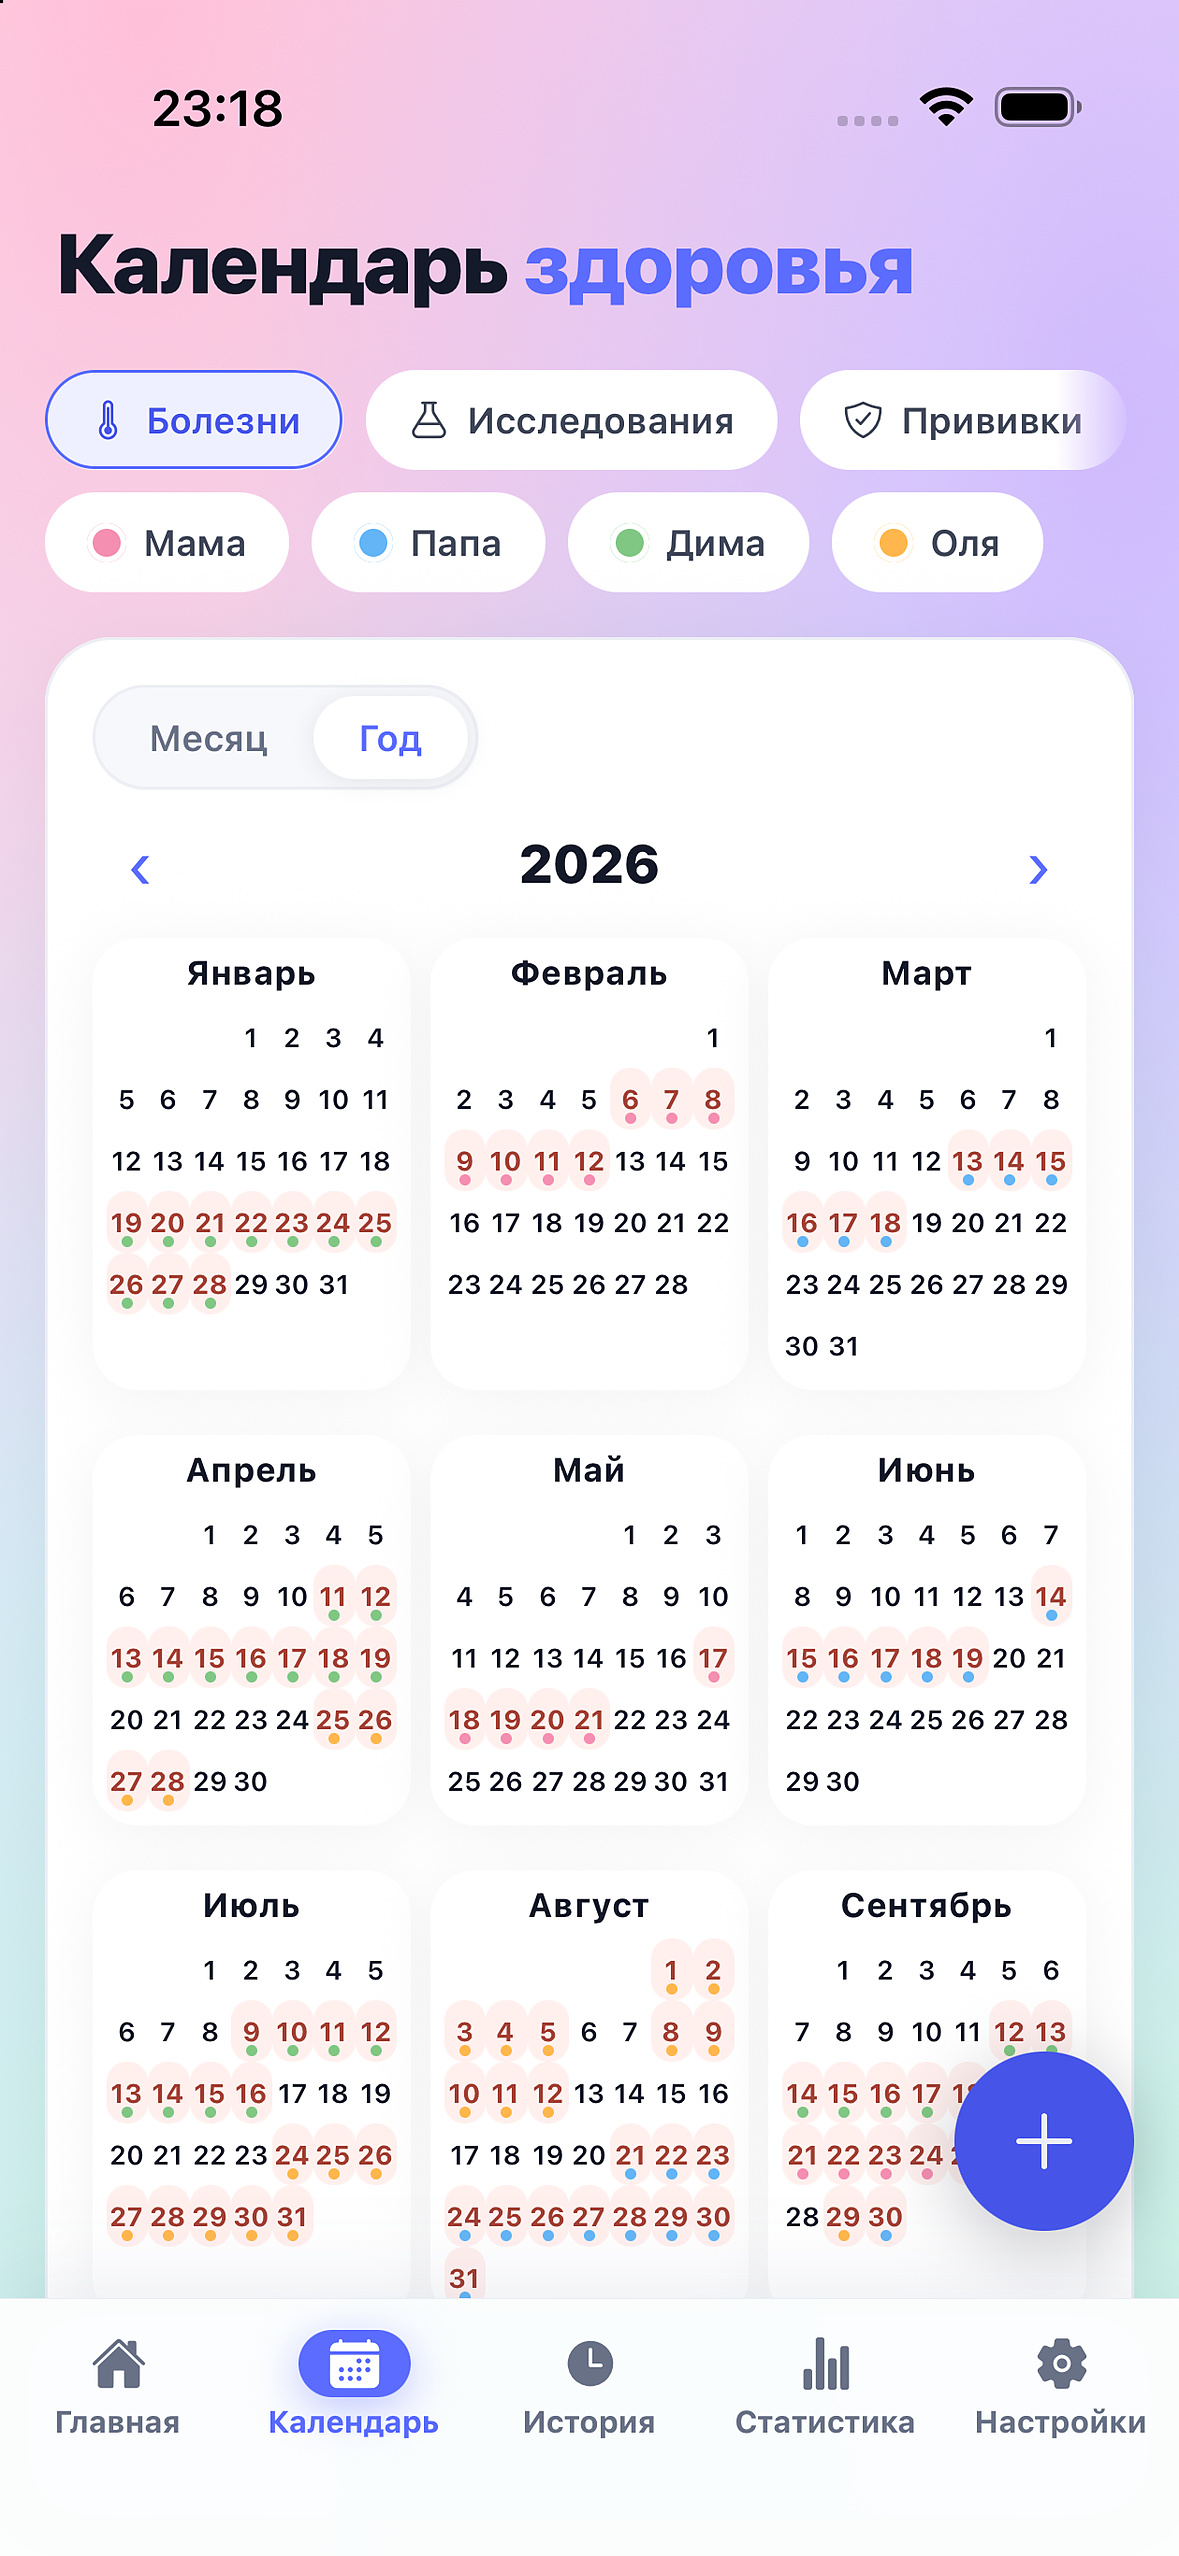 23:18
Календарь здоровья
Болезни Исследования Прививки
Мама Папа Дима Оля
Месяц Год
‹ 2026 ›
Январь
1 2 3 4
5 6 7 8 9 10 11
12 13 14 15 16 17 18
19 20 21 22 23 24 25
26 27 28 29 30 31
Февраль
1
2 3 4 5 6 7 8
9 10 11 12 13 14 15
16 17 18 19 20 21 22
23 24 25 26 27 28
Март
1
2 3 4 5 6 7 8
9 10 11 12 13 14 15
16 17 18 19 20 21 22
23 24 25 26 27 28 29
30 31
Апрель
1 2 3 4 5
6 7 8 9 10 11 12
13 14 15 16 17 18 19
20 21 22 23 24 25 26
27 28 29 30
Май
1 2 3
4 5 6 7 8 9 10
11 12 13 14 15 16 17
18 19 20 21 22 23 24
25 26 27 28 29 30 31
Июнь
1 2 3 4 5 6 7
8 9 10 11 12 13 14
15 16 17 18 19 20 21
22 23 24 25 26 27 28
29 30
Июль
1 2 3 4 5
6 7 8 9 10 11 12
13 14 15 16 17 18 19
20 21 22 23 24 25 26
27 28 29 30 31
Август
1 2
3 4 5 6 7 8 9
10 11 12 13 14 15 16
17 18 19 20 21 22 23
24 25 26 27 28 29 30
31
Сентябрь
1 2 3 4 5 6
7 8 9 10 11 12 13
14 15 16 17
21 22 23 24
28 29 30
Главная Календарь История Статистика Настройки